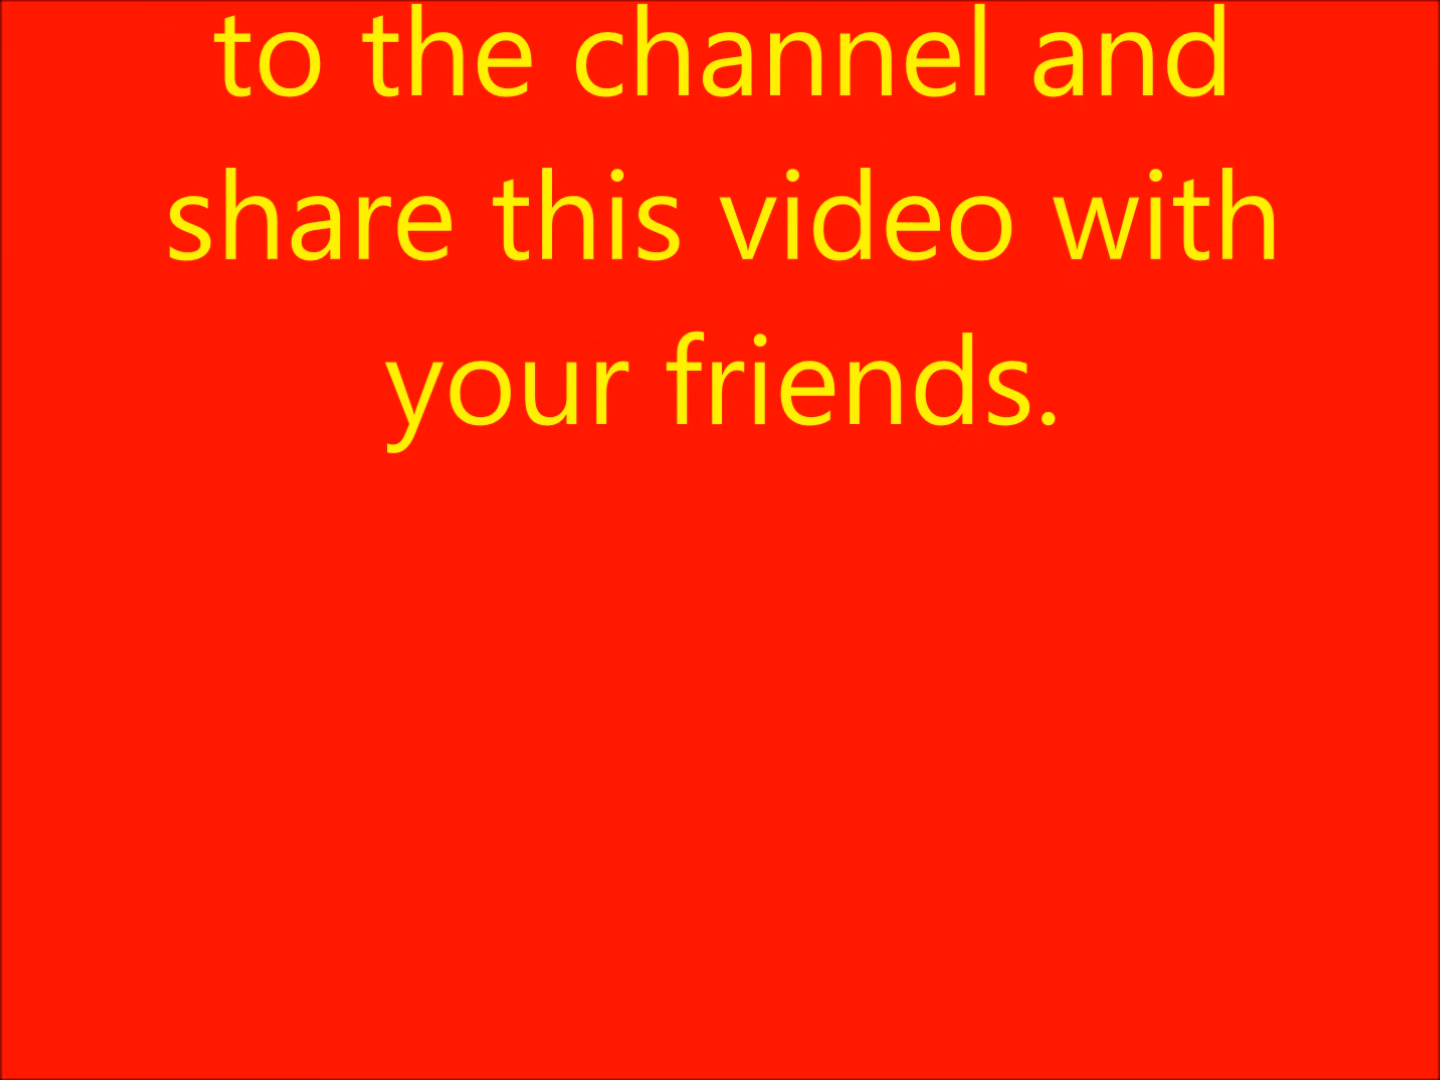 to the channel and
share this video with
your friends.